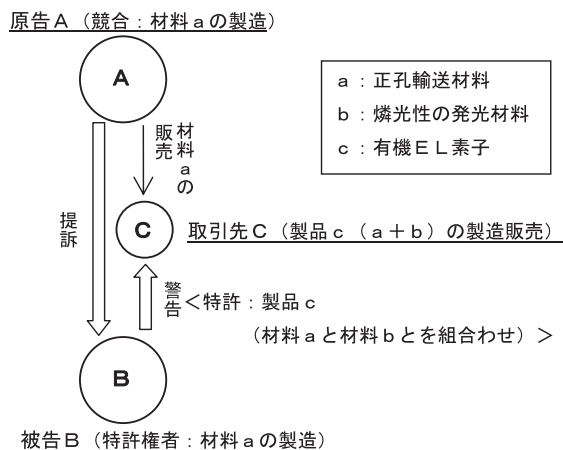 原告Ａ（競合：材料ａの製造）
Ａ
ａ：正孔輸送材料
ｂ：燐光性の発光材料
ｃ：有機ＥＬ素子
材料ａの
販売
提訴
Ｃ
取引先Ｃ（製品ｃ（ａ＋ｂ）の製造販売）
警告
＜特許：製品ｃ
（材料ａと材料ｂとを組合わせ）＞
Ｂ
被告Ｂ（特許権者：材料ａの製造）